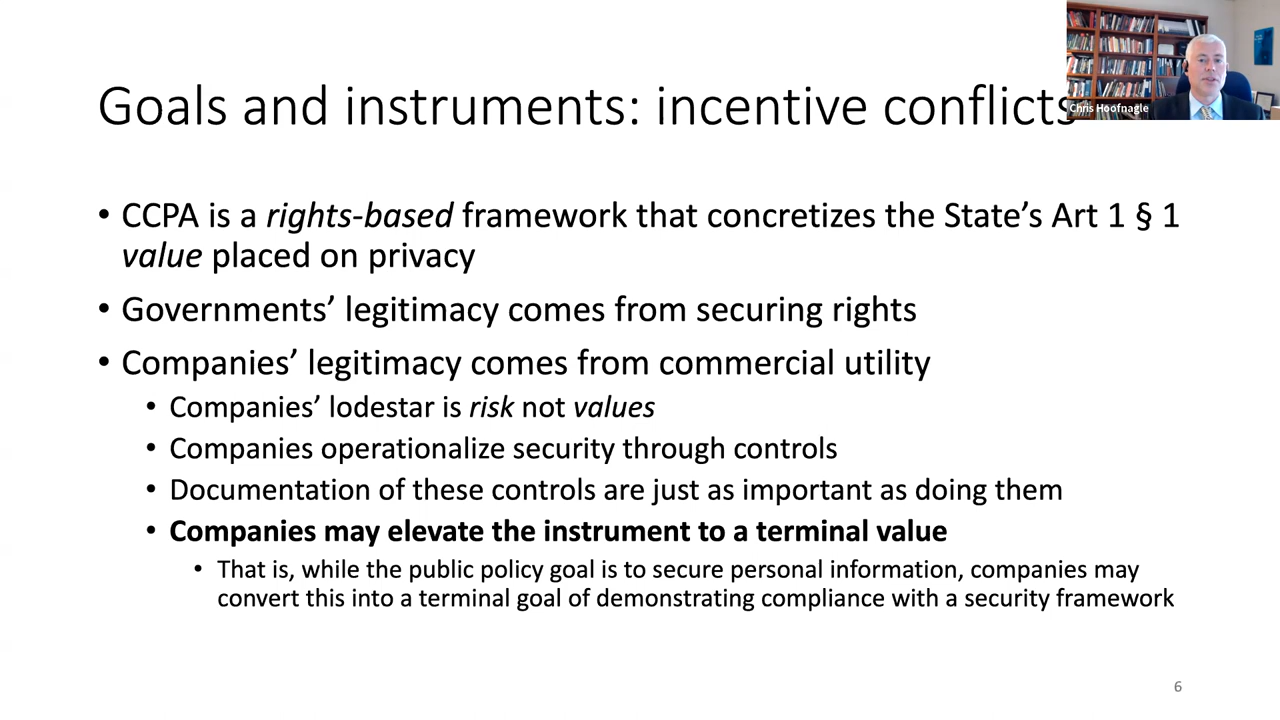 Goals and instruments: incentive conflicts
Chris Hoofnagle
• CCPA is a rights-based framework that concretizes the State’s Art 1 § 1
value placed on privacy
• Governments’ legitimacy comes from securing rights
• Companies’ legitimacy comes from commercial utility
• Companies’ lodestar is risk not values
• Companies operationalize security through controls
• Documentation of these controls are just as important as doing them
• Companies may elevate the instrument to a terminal value
• That is, while the public policy goal is to secure personal information, companies may
convert this into a terminal goal of demonstrating compliance with a security framework
6